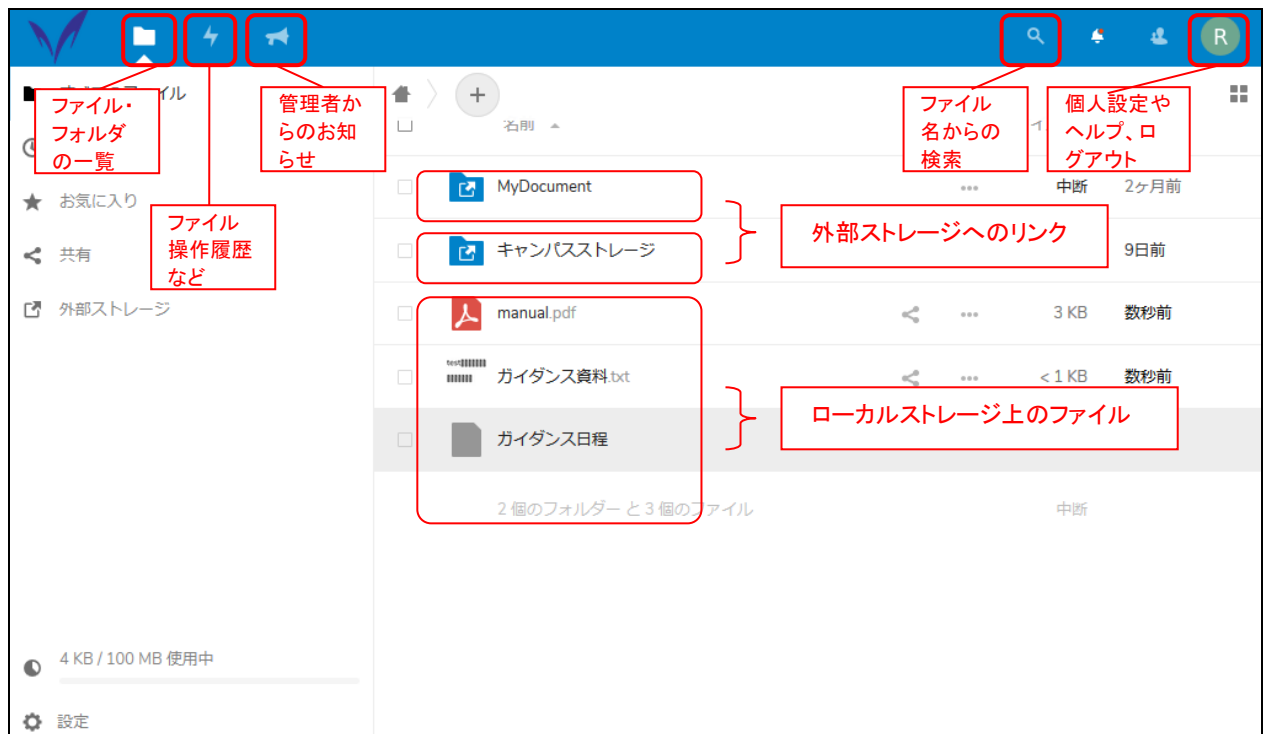 R
ファイル・
フォルダ
の一覧
イル
管理者か
らのお知
らせ
ファイル
名からの
検索
個人設定や
ヘルプ、ロ
グアウト
名前
お気に入り
MyDocument
中断
2ヶ月前
ファイル
操作履歴
など
共有
キャンパスストレージ
外部ストレージへのリンク
9日前
外部ストレージ
manual.pdf
3 KB
数秒前
test
ガイダンス資料.txt
< 1 KB
数秒前
ガイダンス日程
ローカルストレージ上のファイル
2 個のフォルダー と 3 個のファイル
中断
4 KB / 100 MB 使用中
設定